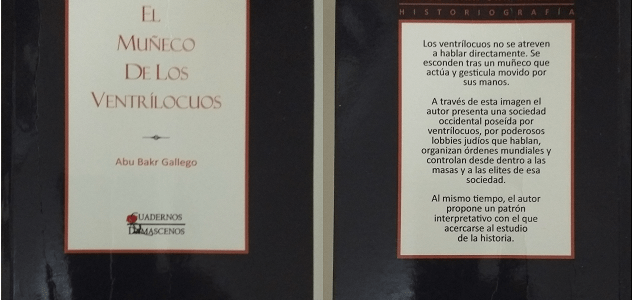 EL
MUÑECO
DE LOS
VENTRÍLOCUOS
Abu Bakr Gallego
CUADERNOS
DAMASCENOS
HISTORIOGRAFÍA
Los ventrílocuos no se atreven
a hablar directamente. Se
esconden tras un muñeco que
actúa y gesticula movido por
sus manos.
A través de esta imagen el
autor presenta una sociedad
occidental poseída por
ventrílocuos, por poderosos
lobbies judíos que hablan,
organizan órdenes mundiales y
controlan desde dentro a las
masas y a las elites de esa
sociedad.
Al mismo tiempo, el autor
propone un patrón
interpretativo con el que
acercarse al estudio
de la historia.